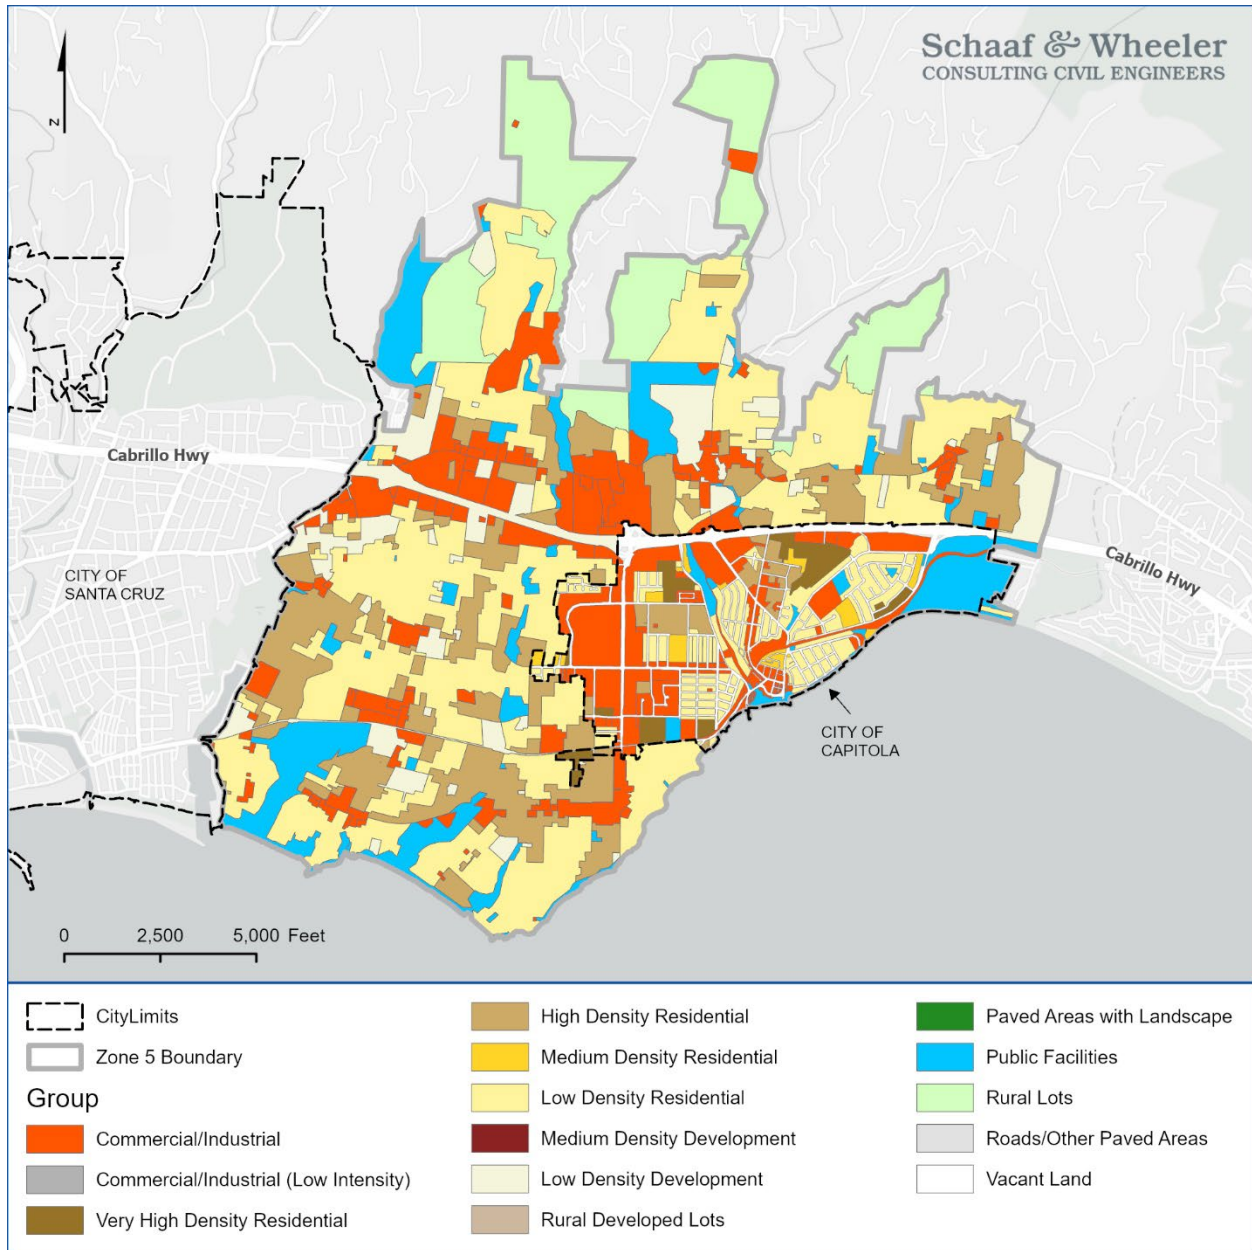 Schaaf & Wheeler
CONSULTING CIVIL ENGINEERS
N
Cabrillo Hwy
Cabrillo Hwy
CITY OF
SANTA CRUZ
CITY OF
CAPITOLA
0 2,500 5,000 Feet
CityLimits
Zone 5 Boundary
Group
Commercial/Industrial
Commercial/Industrial (Low Intensity)
Very High Density Residential
High Density Residential
Medium Density Residential
Low Density Residential
Medium Density Development
Low Density Development
Rural Developed Lots
Paved Areas with Landscape
Public Facilities
Rural Lots
Roads/Other Paved Areas
Vacant Land